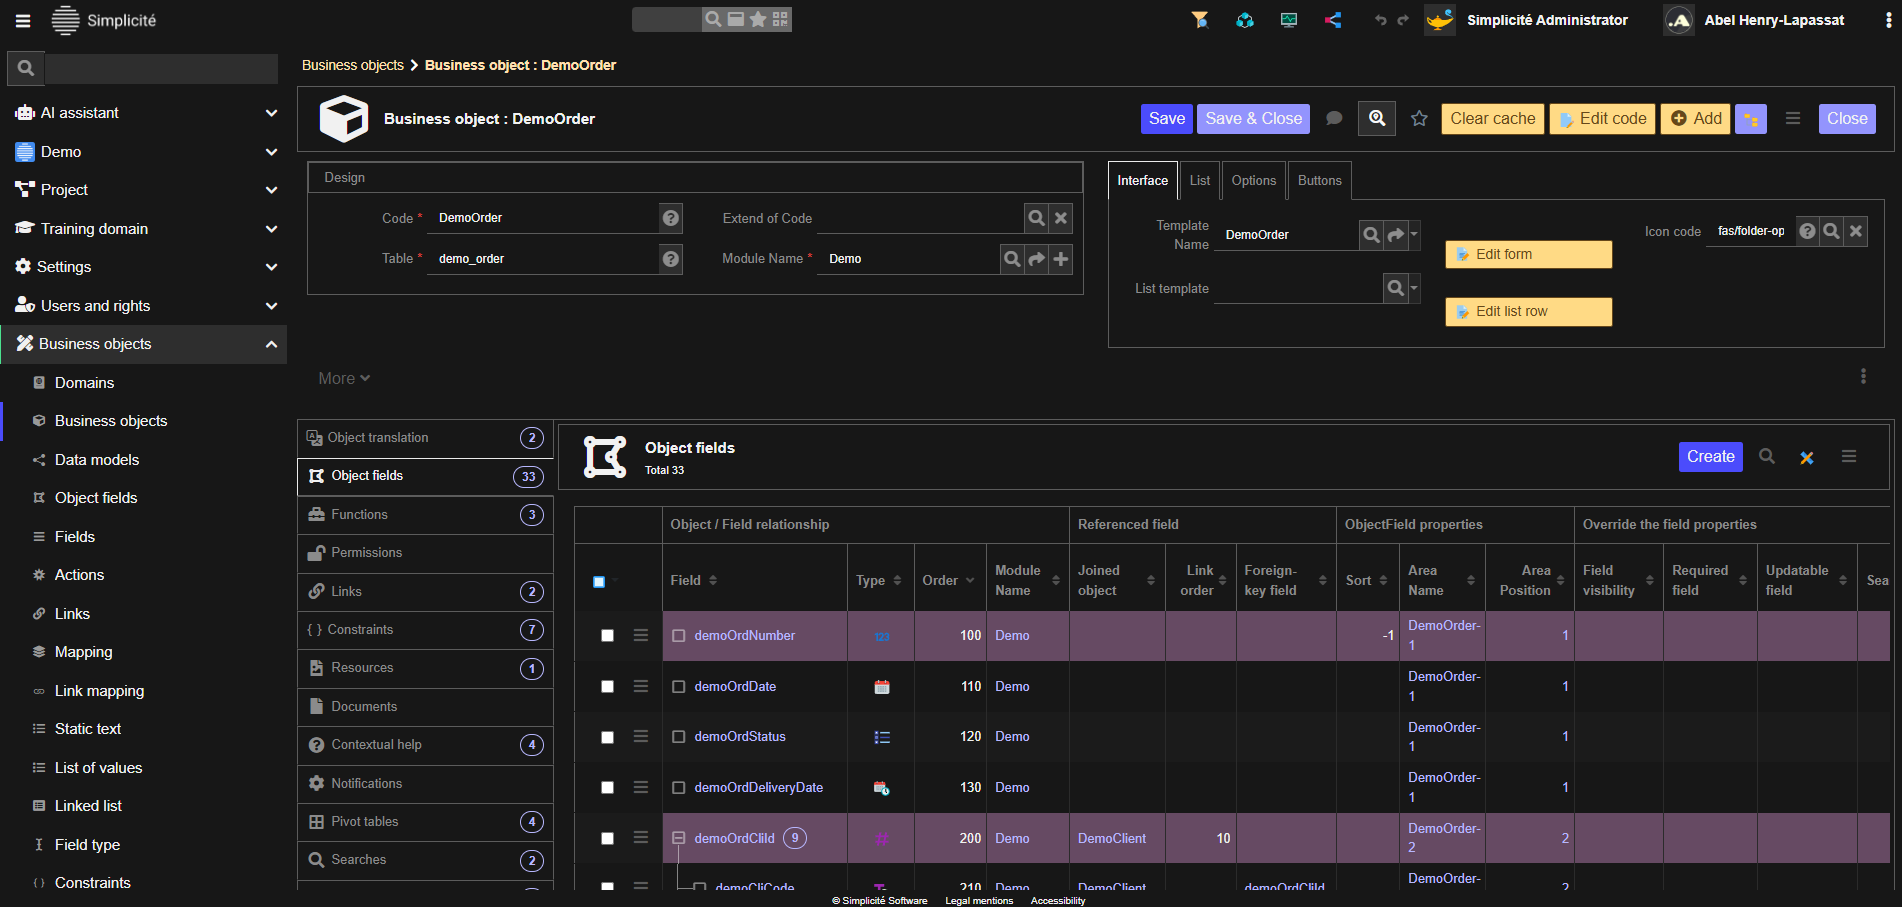 Simplicité
Simplicité Administrator
Abel Henry-Lapassat
AI assistant
Demo
Project
Training domain
Settings
Users and rights
Business objects
Domains
Business objects
Data models
Object fields
Fields
Actions
Links
Mapping
Link mapping
Static text
List of values
Linked list
Field type
Constraints
Business objects Business object : DemoOrder
Business object : DemoOrder
Save Save & Close Clear cache Edit code Add Close
Design
Code * DemoOrder Extend of Code
Table * demo_order Module Name * Demo
Interface List Options Buttons
Template Name DemoOrder Icon code fas/folder-op
Edit form
List template
Edit list row
More
Object translation 2
Object fields 33
Functions 3
Permissions
Links 2
Constraints 7
Resources 1
Documents
Contextual help 4
Notifications
Pivot tables 4
Searches 2
Object fields
Total 33
Create
Object / Field relationship Referenced field ObjectField properties Override the field properties
Field Type Order Module Name Joined object Link order Foreign-key field Sort Area Name Area Position Field visibility Required field Updatable field Sea
demoOrdNumber 123 100 Demo -1 DemoOrder-1 1
demoOrdDate 110 Demo DemoOrder-1 1
demoOrdStatus 120 Demo DemoOrder-1 1
demoOrdDeliveryDate 130 Demo DemoOrder-1 1
demoOrdCliId 9 # 200 Demo DemoClient 10 DemoOrder-2 2
demoCliCode 210 Demo DemoClient demoOrdCliId DemoOrder- 2
© Simplicité Software Legal mentions Accessibility